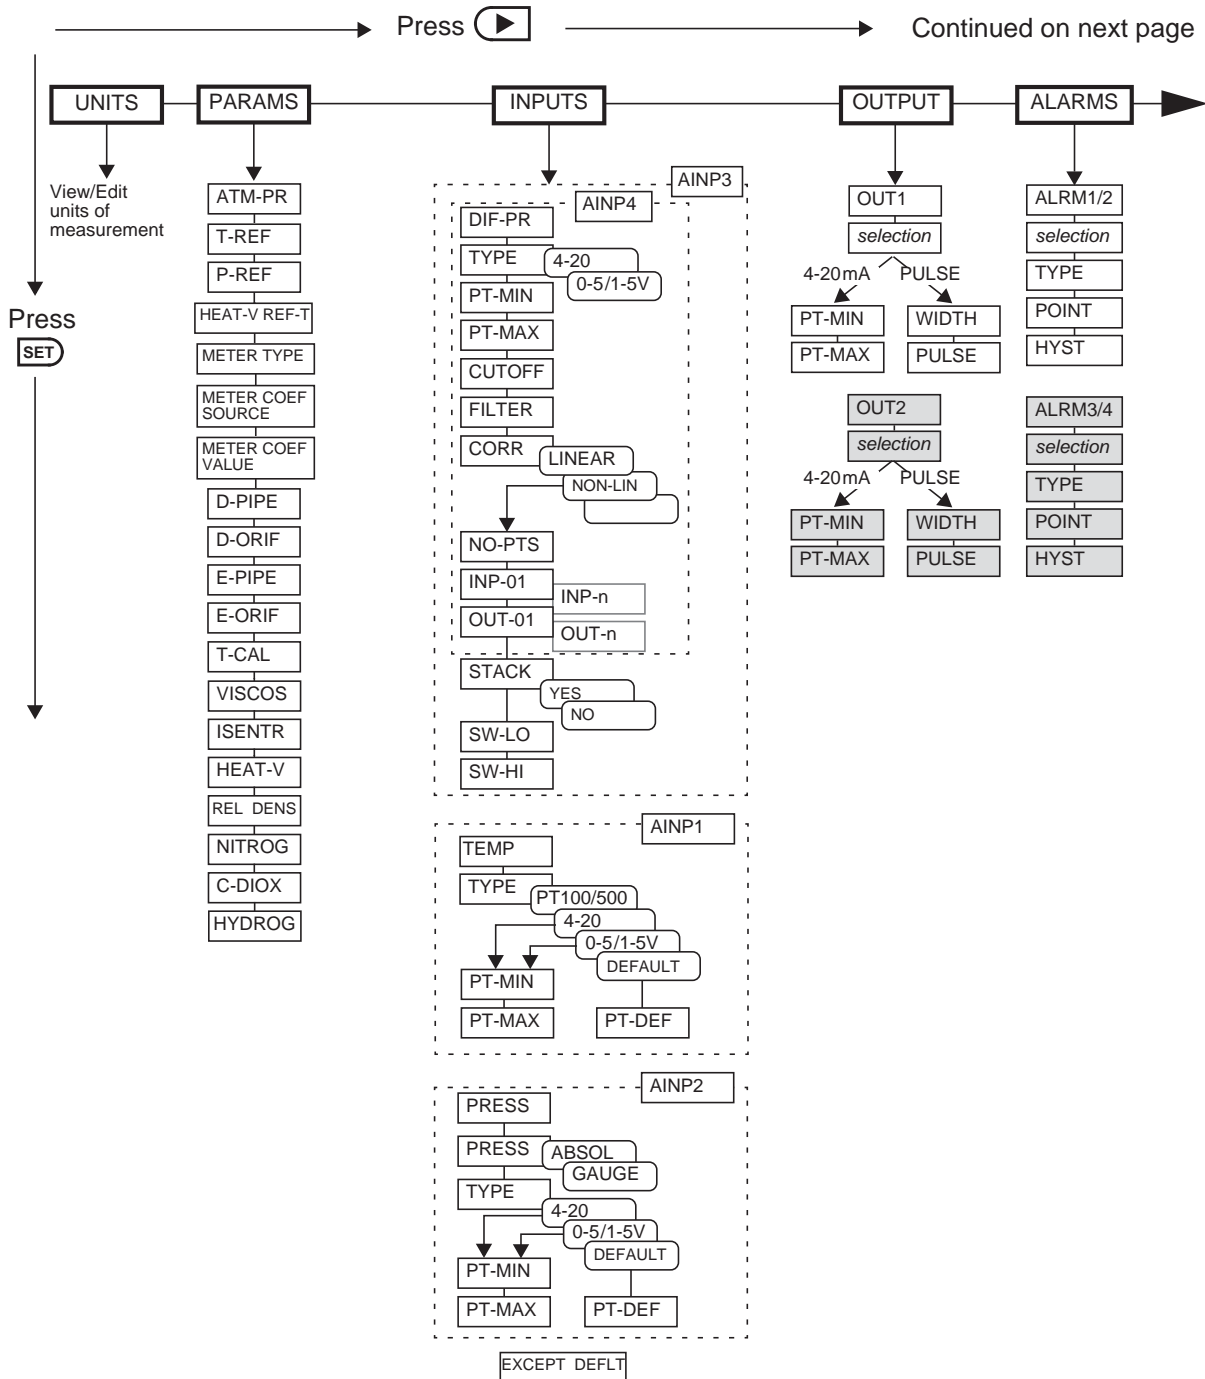 Press
Continued on next page
Press
SET
UNITS
View/Edit
units of
measurement
PARAMS
ATM-PR
T-REF
P-REF
HEAT-V REF-T
METER TYPE
METER COEF
SOURCE
METER COEF
VALUE
D-PIPE
D-ORIF
E-PIPE
E-ORIF
T-CAL
VISCOS
ISENTR
HEAT-V
REL DENS
NITROG
C-DIOX
HYDROG
INPUTS
AINP3
AINP4
DIF-PR
TYPE
4-20
0-5/1-5V
PT-MIN
PT-MAX
CUTOFF
FILTER
CORR
LINEAR
NON-LIN
NO-PTS
INP-01
INP-n
OUT-01
OUT-n
STACK
YES
NO
SW-LO
SW-HI
AINP1
TEMP
TYPE
PT100/500
4-20
0-5/1-5V
DEFAULT
PT-MIN
PT-MAX
PT-DEF
AINP2
PRESS
PRESS
ABSOL
GAUGE
TYPE
4-20
0-5/1-5V
DEFAULT
PT-MIN
PT-MAX
PT-DEF
EXCEPT DEFLT
OUTPUT
OUT1
selection
4-20mA
PULSE
PT-MIN
WIDTH
PT-MAX
PULSE
OUT2
selection
4-20mA
PULSE
PT-MIN
WIDTH
PT-MAX
PULSE
ALARMS
ALRM1/2
selection
TYPE
POINT
HYST
ALRM3/4
selection
TYPE
POINT
HYST